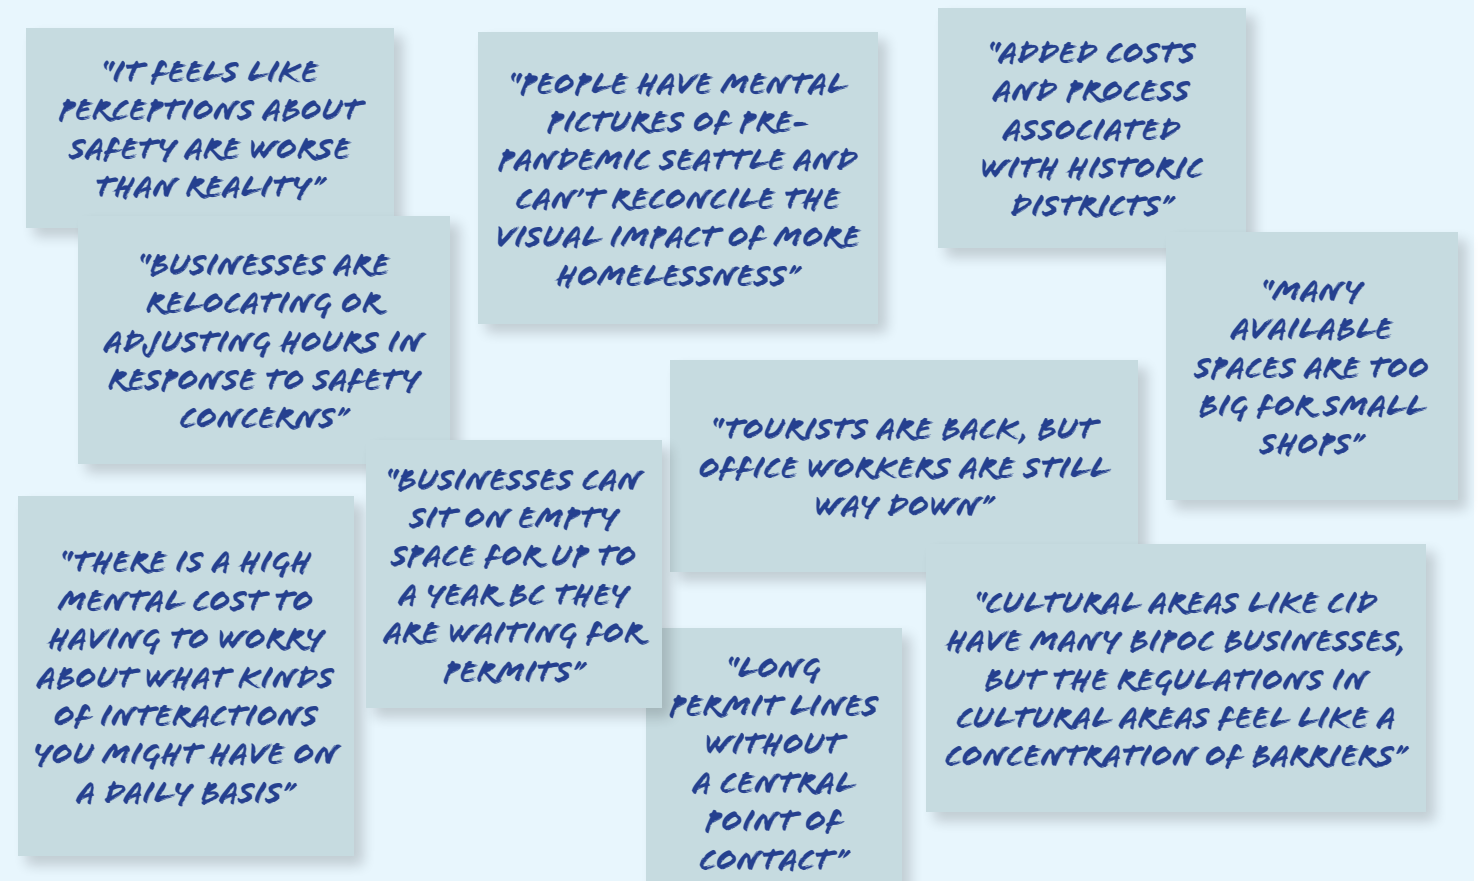 "IT FEELS LIKE
PERCEPTIONS ABOUT
SAFETY ARE WORSE
THAN REALITY"
"PEOPLE HAVE MENTAL
PICTURES OF PRE-
PANDEMIC SEATTLE AND
CAN'T RECONCILE THE
VISUAL IMPACT OF MORE
HOMELESSNESS"
"ADDED COSTS
AND PROCESS
ASSOCIATED
WITH HISTORIC
DISTRICTS"
"BUSINESSES ARE
RELOCATING OR
ADJUSTING HOURS IN
RESPONSE TO SAFETY
CONCERNS"
"MANY
AVAILABLE
SPACES ARE TOO
BIG FOR SMALL
SHOPS"
"TOURISTS ARE BACK, BUT
OFFICE WORKERS ARE STILL
WAY DOWN"
"BUSINESSES CAN
SIT ON EMPTY
SPACE FOR UP TO
A YEAR BC THEY
ARE WAITING FOR
PERMITS"
"THERE IS A HIGH
MENTAL COST TO
HAVING TO WORRY
ABOUT WHAT KINDS
OF INTERACTIONS
YOU MIGHT HAVE ON
A DAILY BASIS"
"LONG
PERMIT LINES
WITHOUT
A CENTRAL
POINT OF
CONTACT"
"CULTURAL AREAS LIKE CID
HAVE MANY BIPOC BUSINESSES,
BUT THE REGULATIONS IN
CULTURAL AREAS FEEL LIKE A
CONCENTRATION OF BARRIERS"